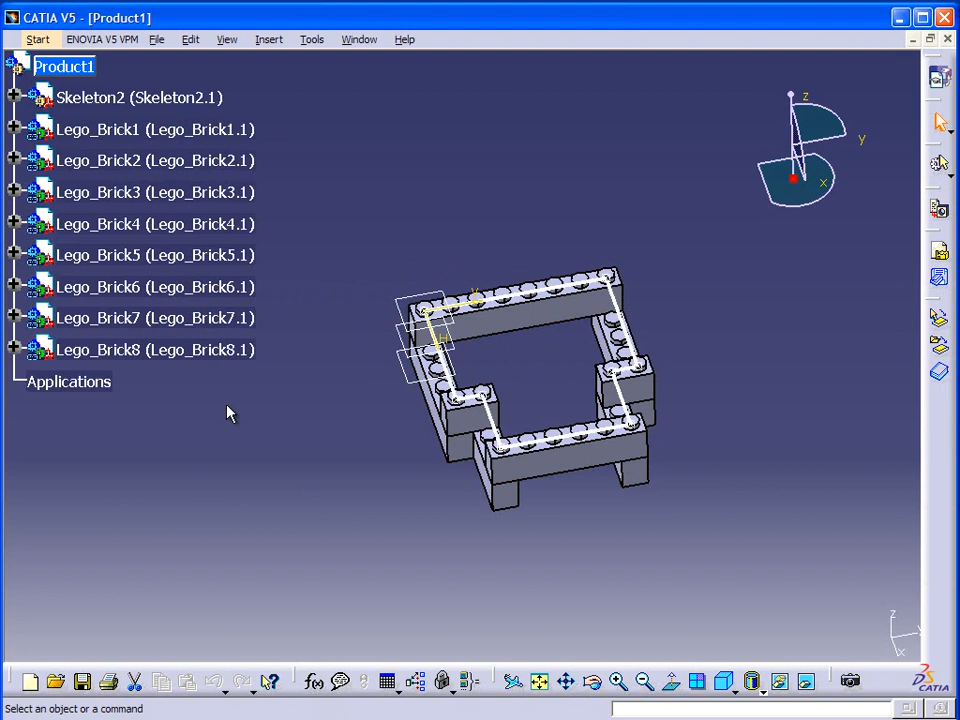 CATIA V5 - [Product1]
Start ENOVIA V5 VPM File Edit View Insert Tools Window Help
Product1
Skeleton2 (Skeleton2.1)
Lego_Brick1 (Lego_Brick1.1)
Lego_Brick2 (Lego_Brick2.1)
Lego_Brick3 (Lego_Brick3.1)
Lego_Brick4 (Lego_Brick4.1)
Lego_Brick5 (Lego_Brick5.1)
Lego_Brick6 (Lego_Brick6.1)
Lego_Brick7 (Lego_Brick7.1)
Lego_Brick8 (Lego_Brick8.1)
Applications
z
y
x
V
H
z
y
x
f(x)
CATIA
Select an object or a command